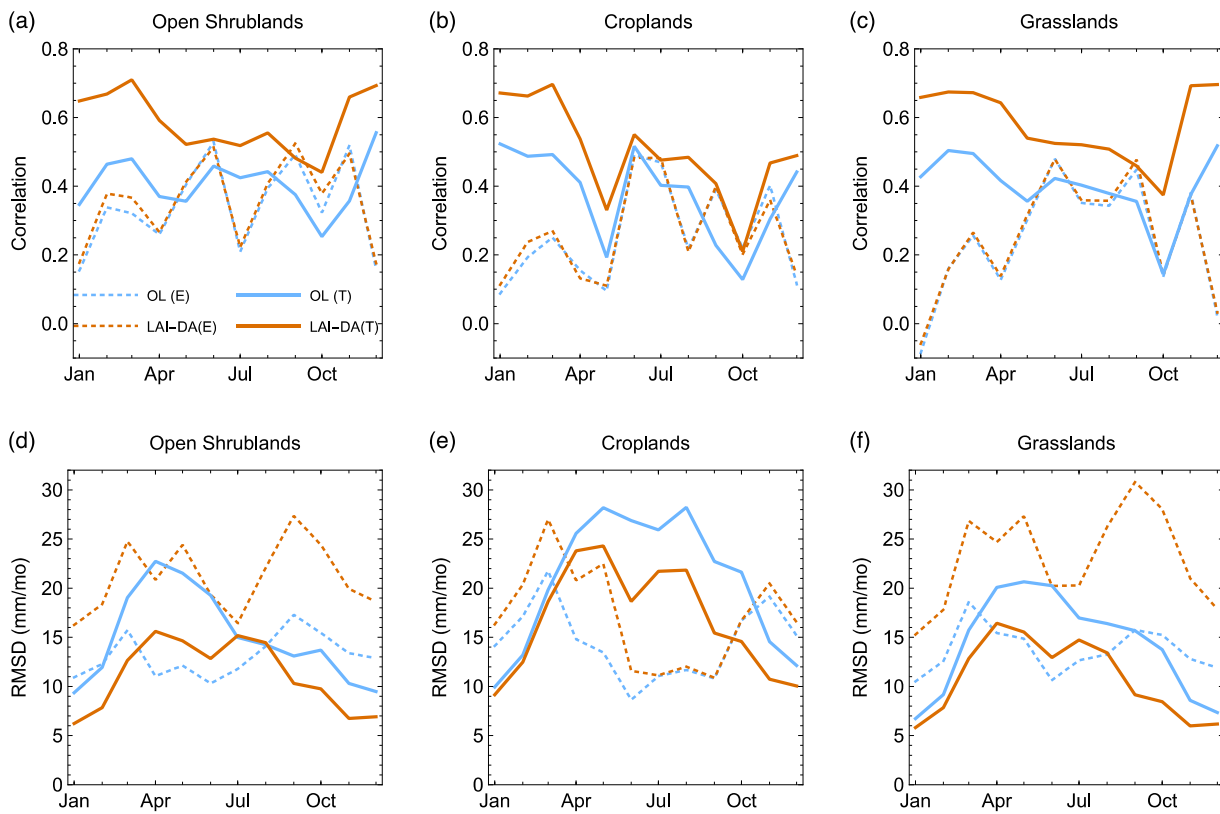 (a) Open Shrublands
(b) Croplands
(c) Grasslands
Correlation
0.8
0.6
0.4
0.2
0.0
OL (E) OL (T)
LAI-DA(E) LAI-DA(T)
Jan Apr Jul Oct
Correlation
0.8
0.6
0.4
0.2
0.0
Jan Apr Jul Oct
Correlation
0.8
0.6
0.4
0.2
0.0
Jan Apr Jul Oct
(d) Open Shrublands
(e) Croplands
(f) Grasslands
RMSD (mm/mo)
30
25
20
15
10
5
0
Jan Apr Jul Oct
RMSD (mm/mo)
30
25
20
15
10
5
0
Jan Apr Jul Oct
RMSD (mm/mo)
30
25
20
15
10
5
0
Jan Apr Jul Oct